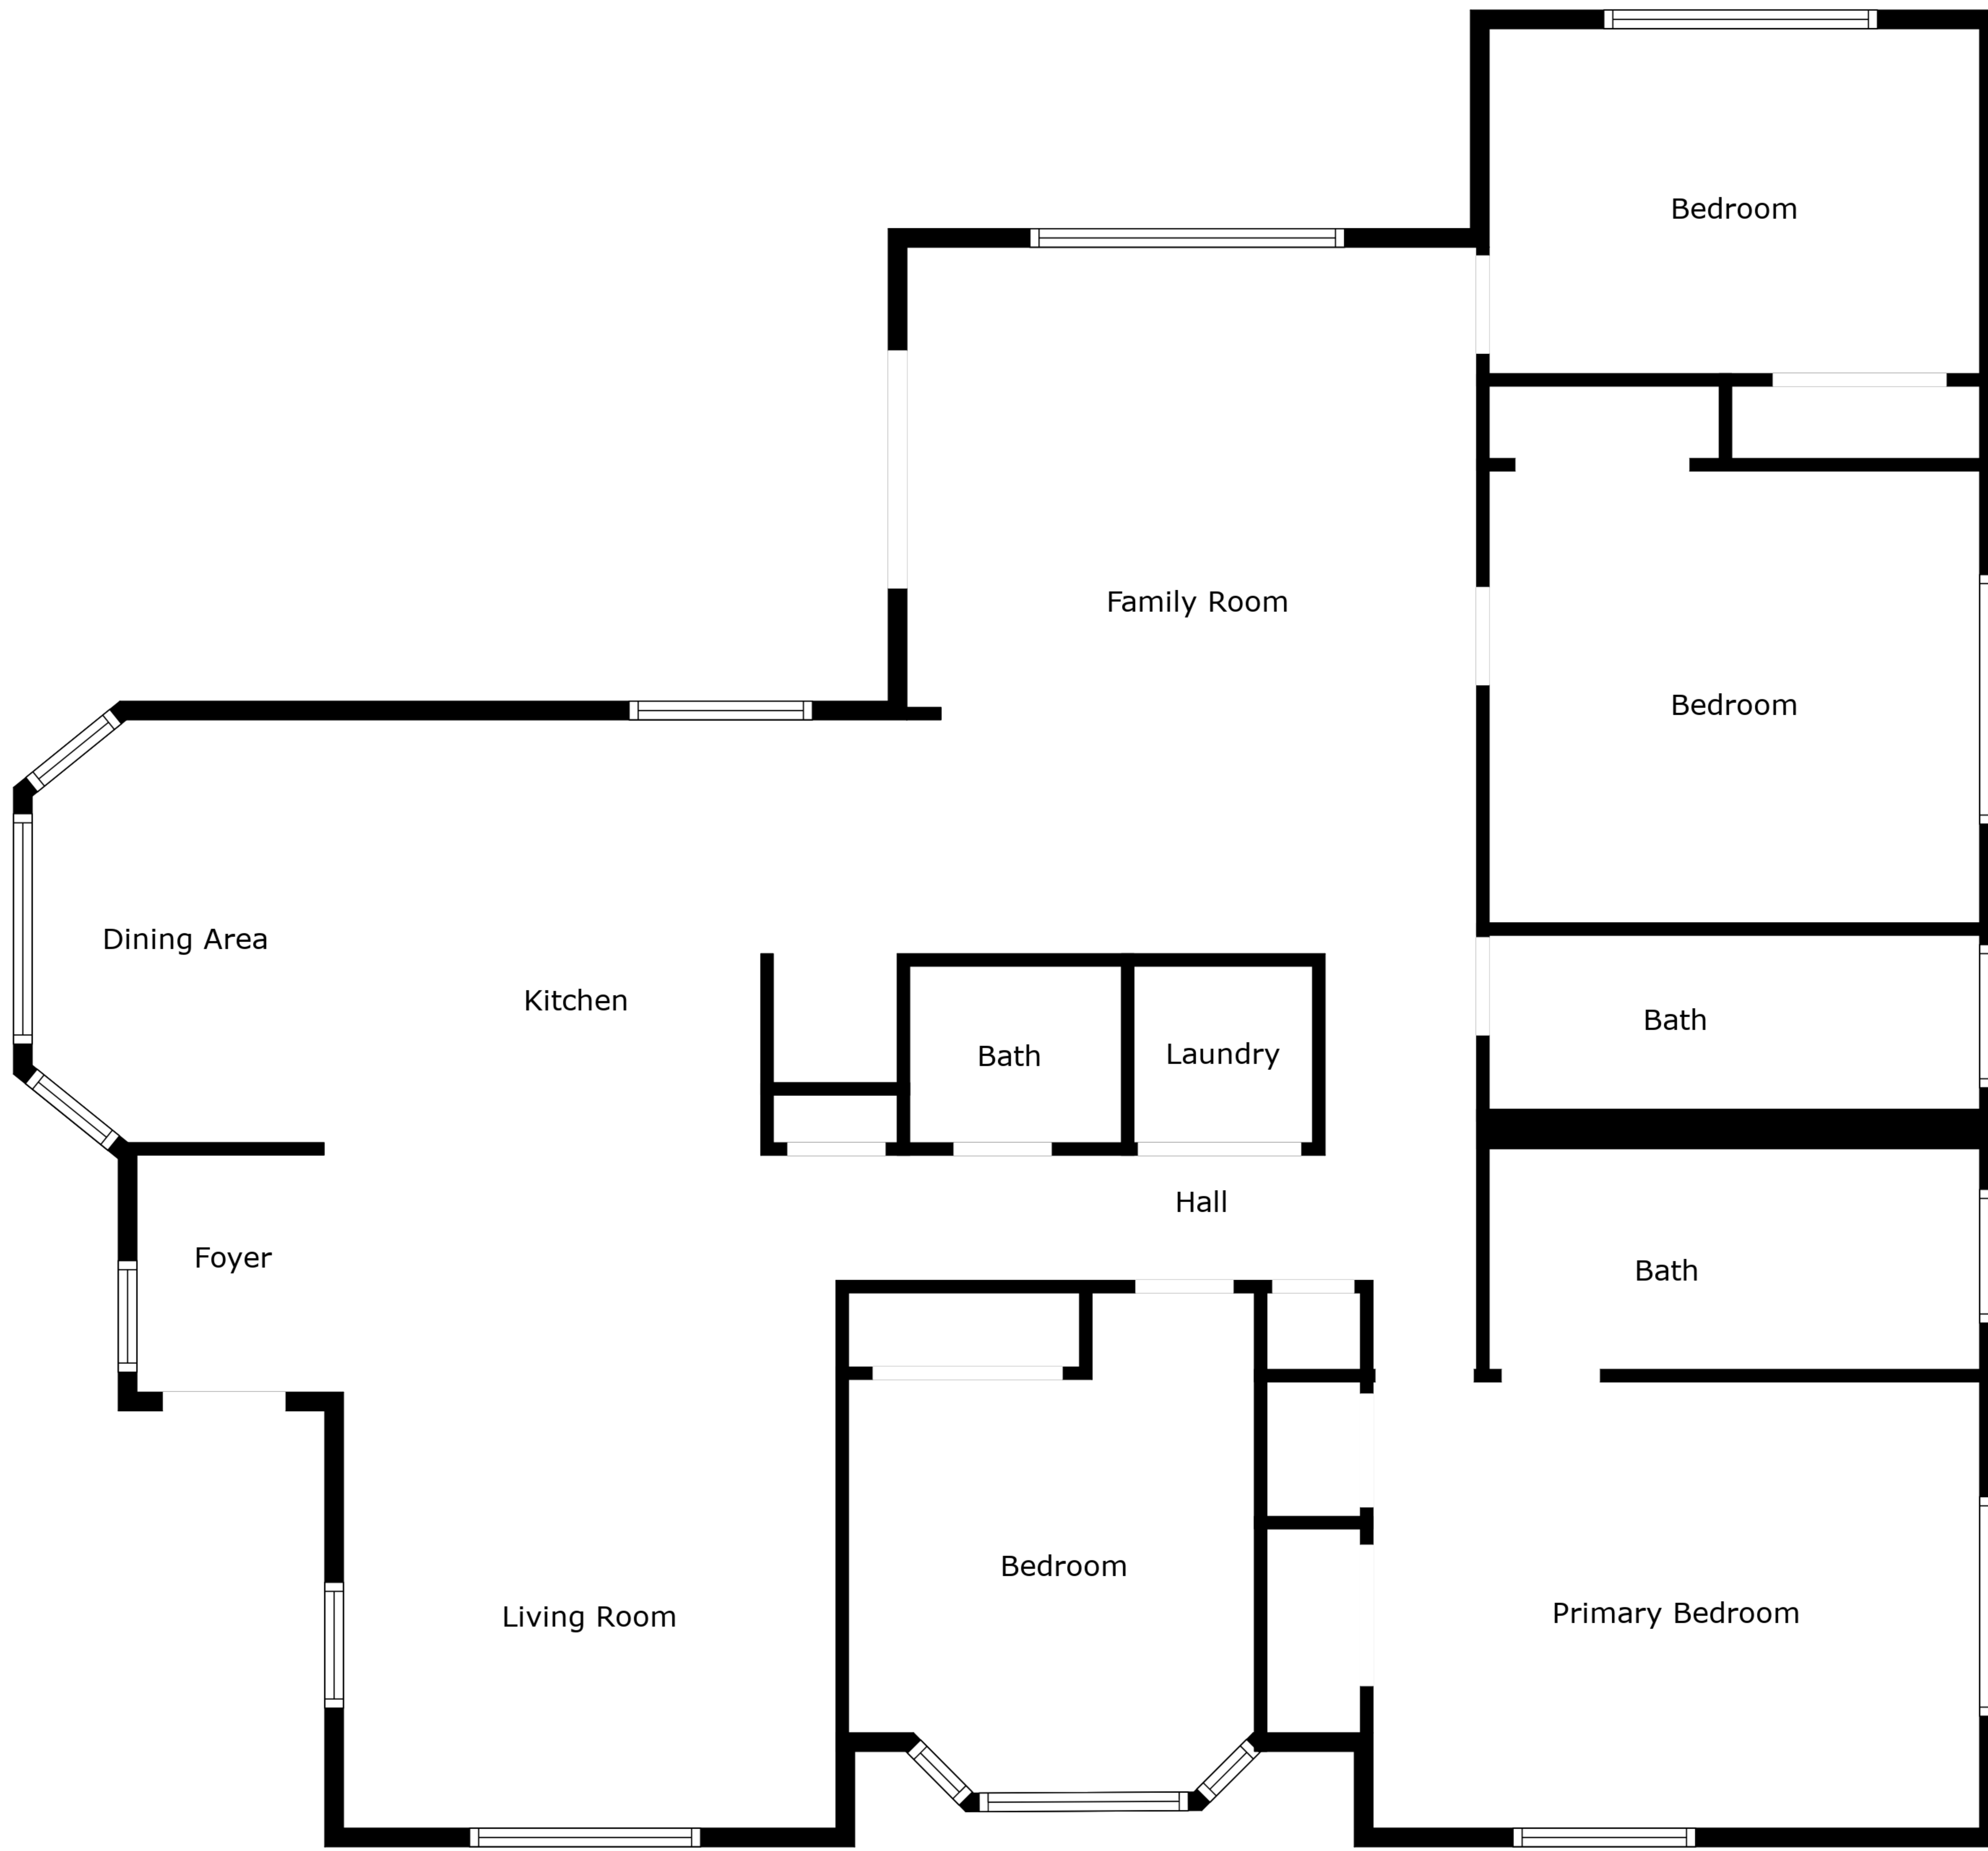 Bedroom
Family Room
Bedroom
Dining Area
Kitchen
Bath
Bath
Laundry
Hall
Foyer
Bath
Bedroom
Living Room
Primary Bedroom